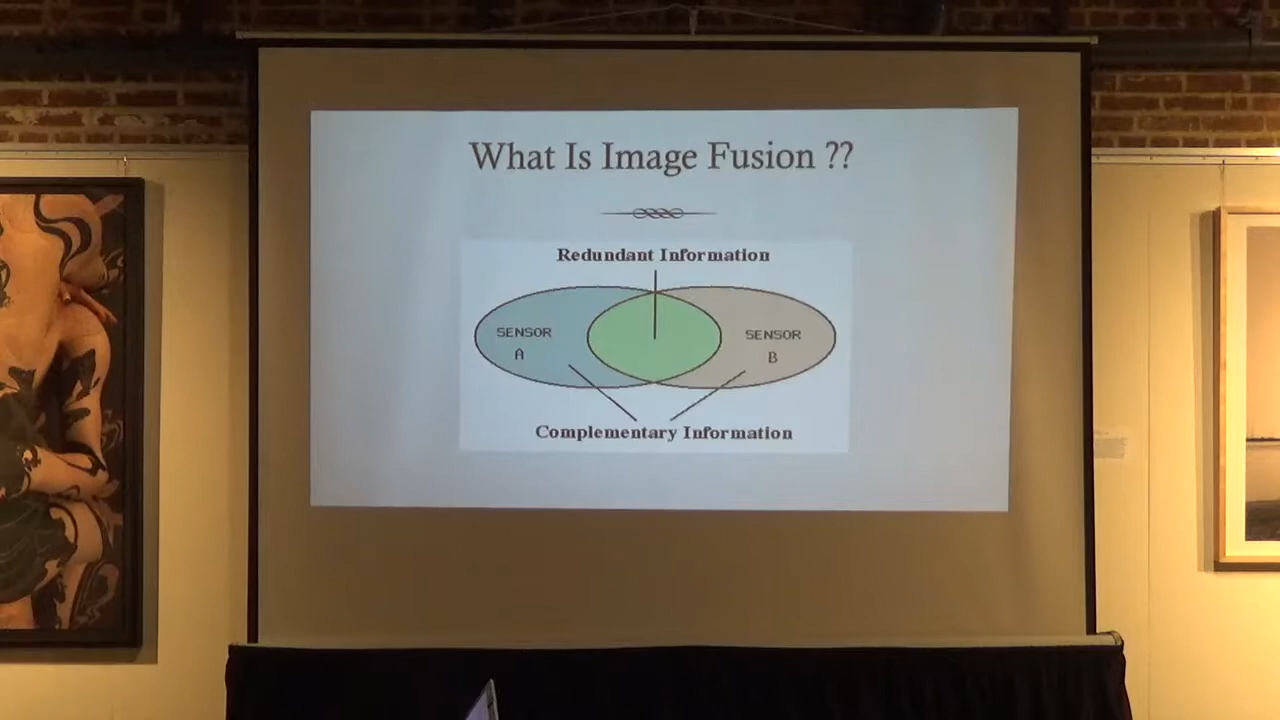 What Is Image Fusion ??
Redundant Information
SENSOR
A
SENSOR
B
Complementary Information